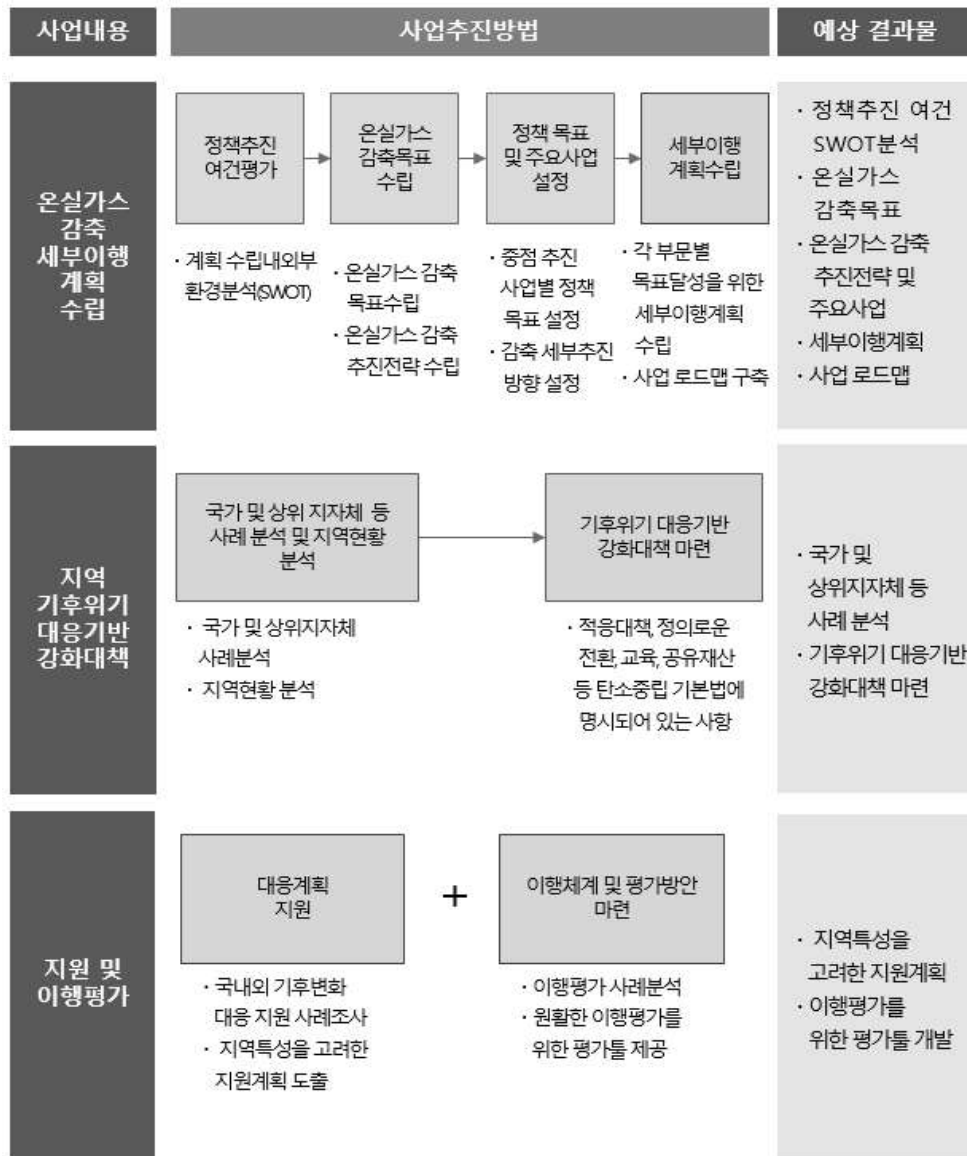 사업내용
사업추진방법
예상 결과물
온실가스
감축
세부이행
계획
수립
정책추진
여건평가
온실가스
감축목표
수립
정책 목표
및 주요사업
설정
세부이행
계획수립
· 계획 수립내외부
환경분석(SWOT)
· 온실가스 감축
목표수립
· 온실가스 감축
추진전략 수립
· 중점 추진
사업별 정책
목표 설정
· 감축 세부추진
방향 설정
· 각 부문별
목표달성을 위한
세부이행계획
수립
· 사업 로드맵 구축
· 정책추진 여건
SWOT분석
· 온실가스
감축목표
· 온실가스 감축
추진전략 및
주요사업
· 세부이행계획
· 사업 로드맵
지역
기후위기
대응기반
강화대책
국가 및 상위 지자체 등
사례 분석 및 지역현황
분석
기후위기 대응기반
강화대책 마련
· 국가 및 상위지자체
사례분석
· 지역현황 분석
· 적응대책, 정의로운
전환, 교육, 공유재산
등 탄소중립 기본법에
명시되어 있는 사항
· 국가 및
상위지자체 등
사례 분석
· 기후위기 대응기반
강화대책 마련
지원 및
이행평가
대응계획
지원
+
이행체계 및 평가방안
마련
· 국내외 기후변화
대응 지원 사례조사
· 지역특성을 고려한
지원계획 도출
· 이행평가 사례분석
· 원활한 이행평가를
위한 평가툴 제공
· 지역특성을
고려한 지원계획
· 이행평가를
위한 평가툴 개발